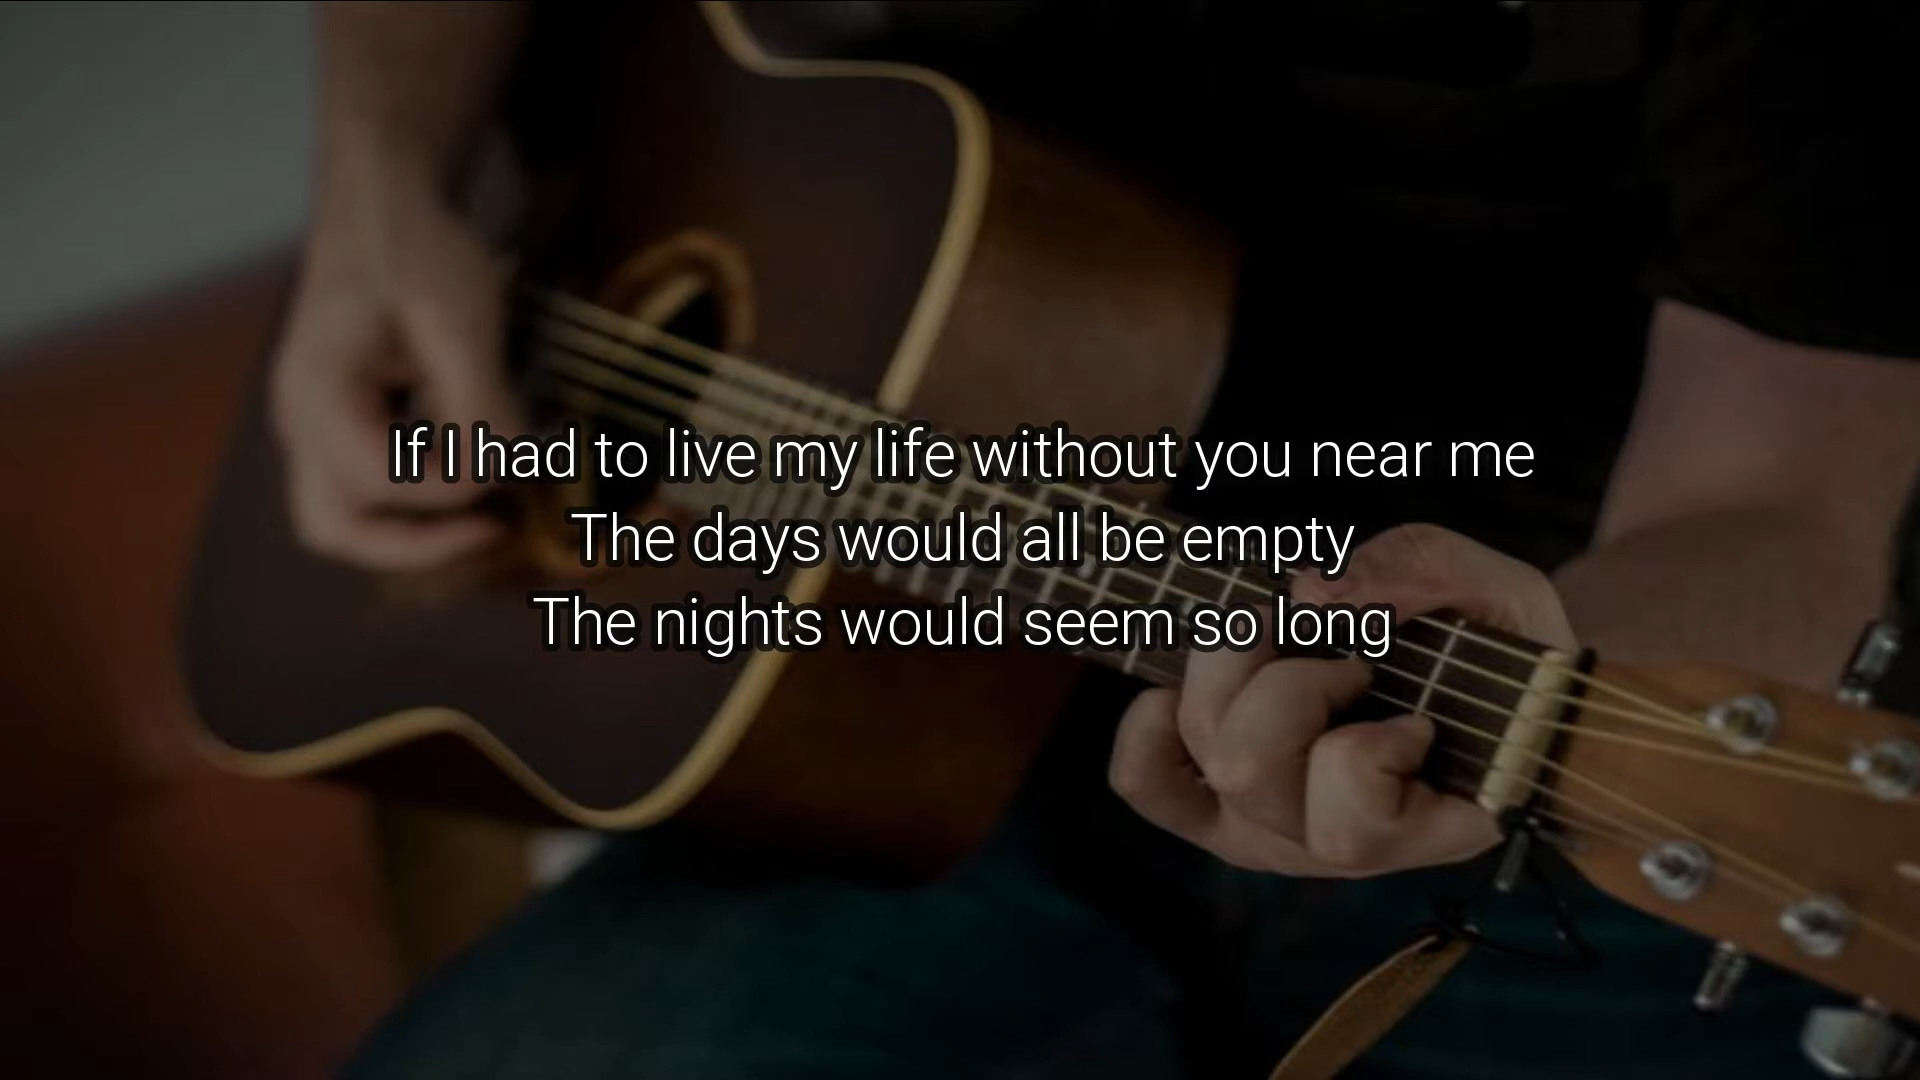 If I had to live my life without you near me
The days would all be empty
The nights would seem so long